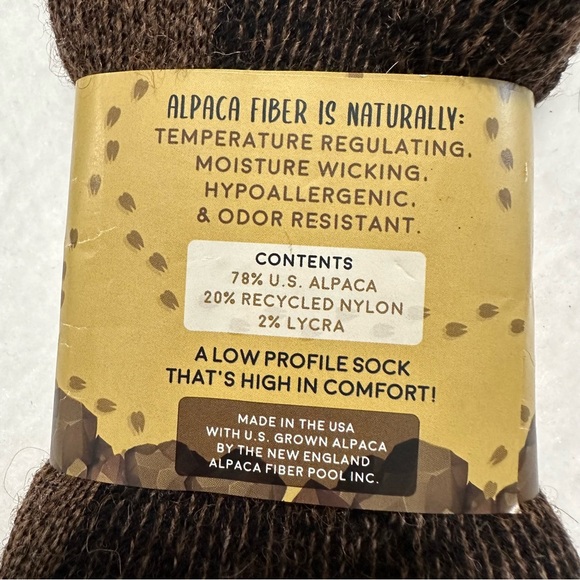 ALPACA FIBER IS NATURALLY:
TEMPERATURE REGULATING,
MOISTURE WICKING,
HYPOALLERGENIC,
& ODOR RESISTANT.
CONTENTS
78% U.S. ALPACA
20% RECYCLED NYLON
2% LYCRA
A LOW PROFILE SOCK
THAT'S HIGH IN COMFORT!
MADE IN THE USA
WITH U.S. GROWN ALPACA
BY THE NEW ENGLAND
ALPACA FIBER POOL INC.